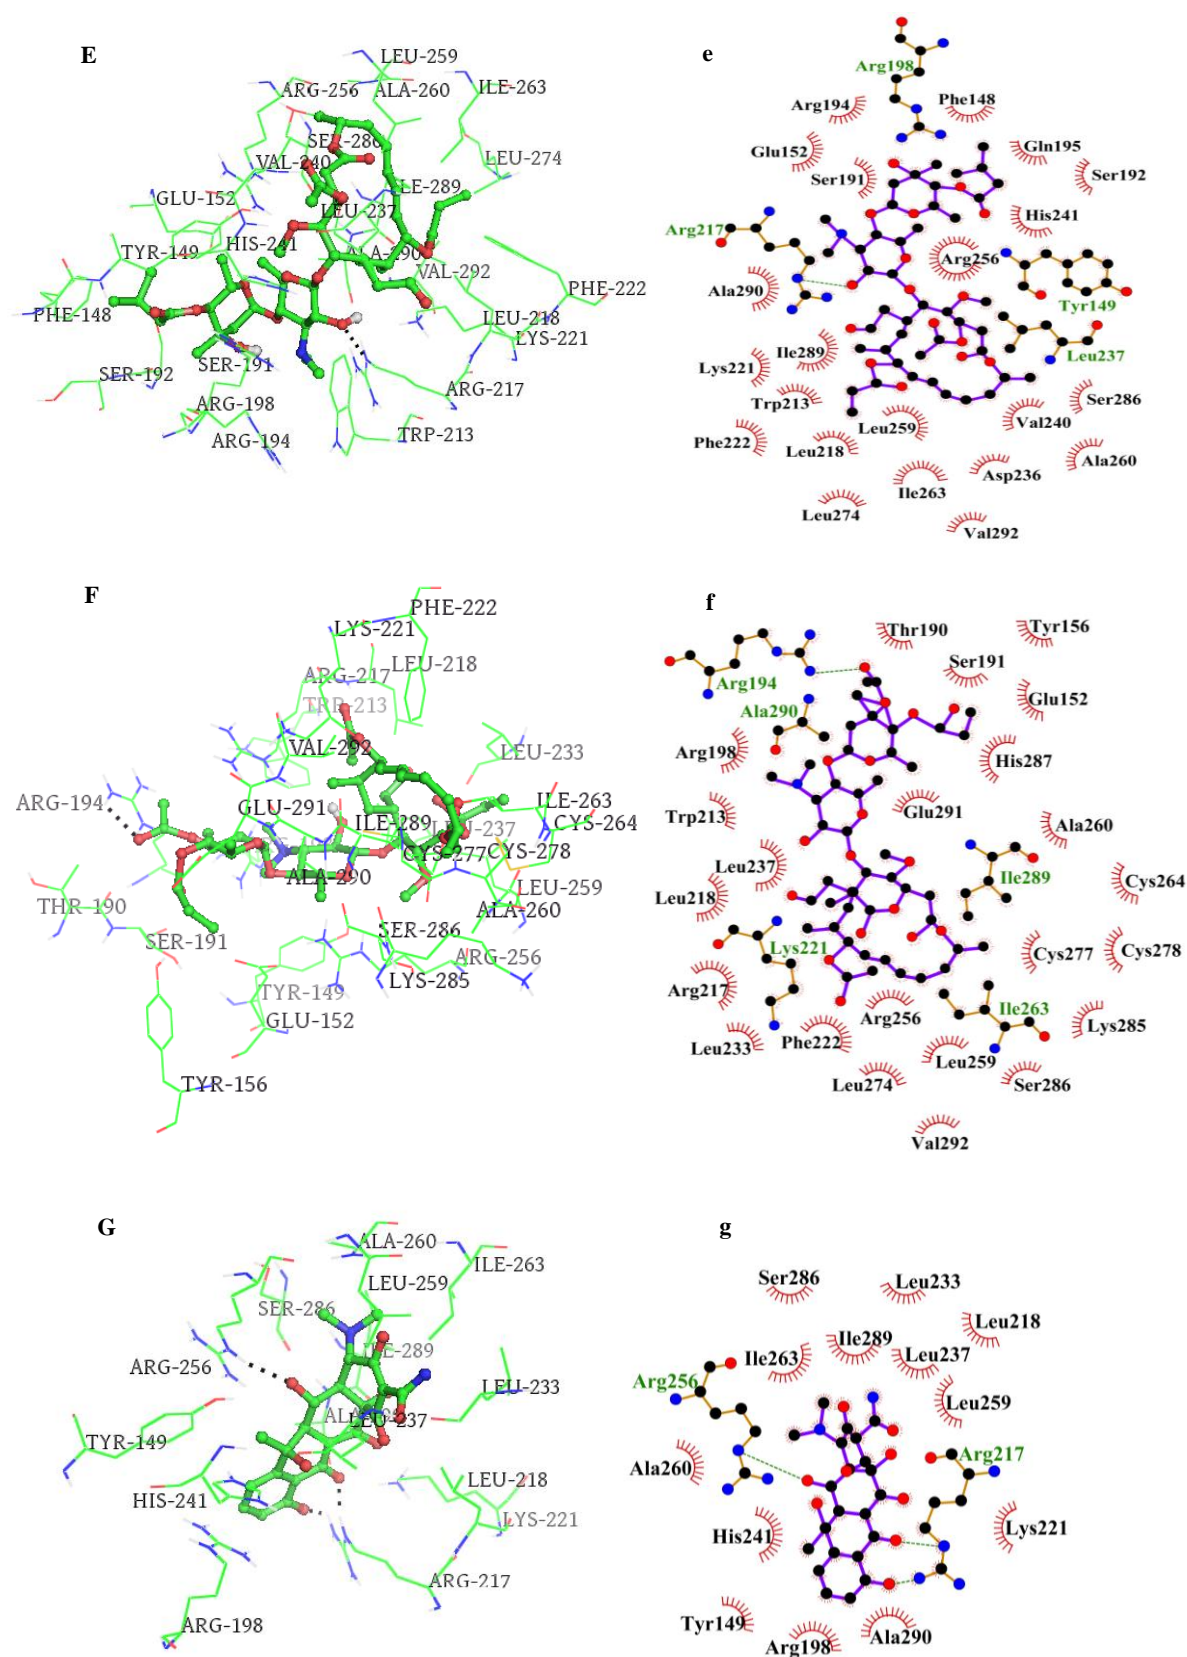 E
LEU-259
ARG-256
ALA-260
ILE-263
SER-286
VAL-240
LEU-274
GLU-152
ILE-289
LEU-237
TYR-149
HIS-241
ALA-290
VAL-292
PHE-222
PHE-148
LEU-218
LYS-221
SER-192
SER-191
ARG-217
ARG-198
ARG-194
TRP-213
e
Arg198
Arg194
Phe148
Glu152
Gln195
Ser191
Ser192
His241
Arg217
Arg256
Ala290
Tyr149
Leu237
Ile289
Lys221
Trp213
Ser286
Leu259
Val240
Phe222
Leu218
Ala260
Asp236
Ile263
Leu274
Val292
F
PHE-222
LYS-221
LEU-218
ARG-217
TRP-213
VAL-292
LEU-233
ARG-194
GLU-291
ILE-263
ILE-289
CYS-264
LEU-237
CYS-277
CYS-278
ALA-290
LEU-259
THR-190
ALA-260
SER-191
SER-286
ARG-256
LYS-285
TYR-149
GLU-152
TYR-156
f
Thr190
Tyr156
Ser191
Arg194
Glu152
Ala290
Arg198
His287
Trp213
Glu291
Ala260
Leu237
Ile289
Cys264
Leu218
Lys221
Cys277
Cys278
Arg217
Arg256
Ile263
Lys285
Leu233
Phe222
Leu259
Leu274
Ser286
Val292
G
ALA-260
ILE-263
LEU-259
SER-286
ILE-289
ARG-256
LEU-233
LEU-237
TYR-149
LEU-218
HIS-241
LYS-221
ARG-217
ARG-198
g
Ser286
Leu233
Leu218
Ile289
Ile263
Leu237
Arg256
Leu259
Arg217
Ala260
His241
Lys221
Tyr149
Arg198
Ala290